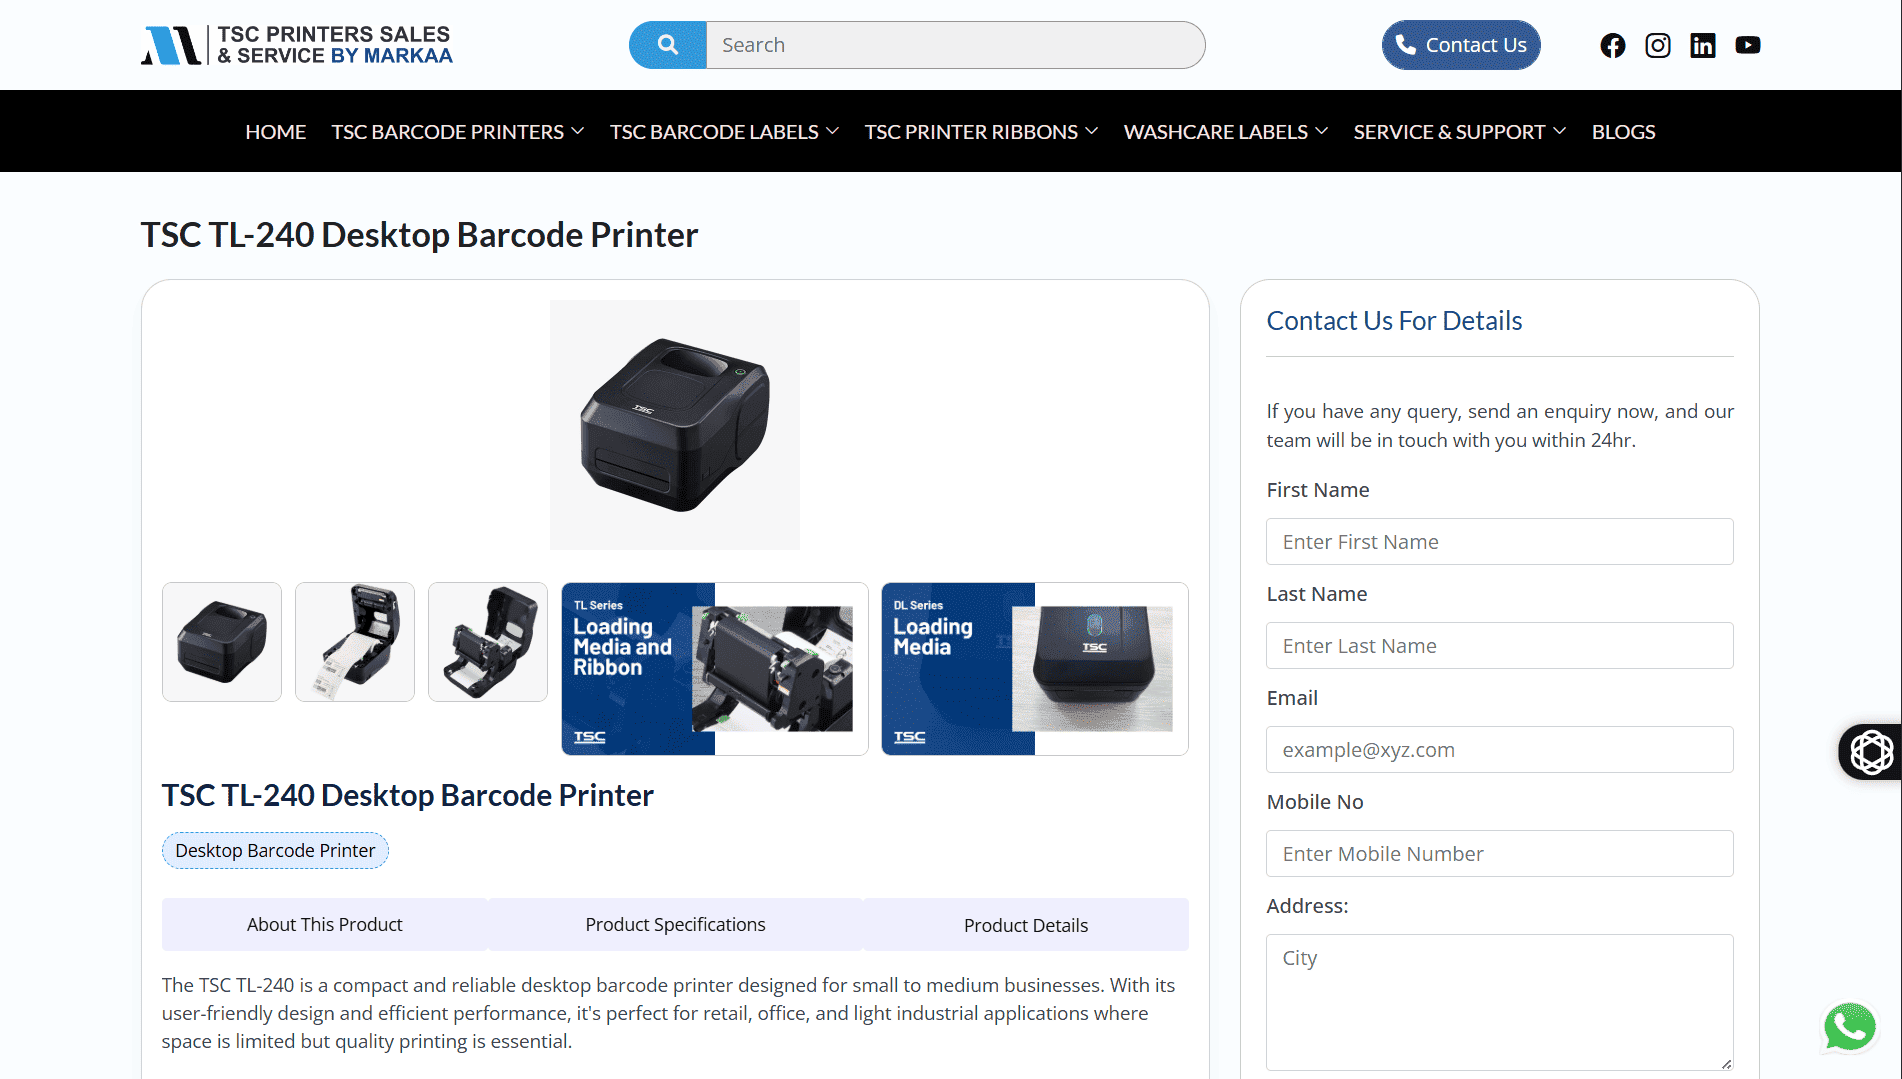 TSC PRINTERS SALES
& SERVICE BY MARKAA
Search
Contact Us
HOME
TSC BARCODE PRINTERS
TSC BARCODE LABELS
TSC PRINTER RIBBONS
WASHCARE LABELS
SERVICE & SUPPORT
BLOGS
TSC TL-240 Desktop Barcode Printer
TSC
TL Series
Loading
Media and
Ribbon
TSC
DL Series
Loading
Media
TSC
TSC
TSC TL-240 Desktop Barcode Printer
Desktop Barcode Printer
About This Product
Product Specifications
Product Details
The TSC TL-240 is a compact and reliable desktop barcode printer designed for small to medium businesses. With its
user-friendly design and efficient performance, it's perfect for retail, office, and light industrial applications where
space is limited but quality printing is essential.
Contact Us For Details
If you have any query, send an enquiry now, and our
team will be in touch with you within 24hr.
First Name
Enter First Name
Last Name
Enter Last Name
Email
example@xyz.com
Mobile No
Enter Mobile Number
Address:
City